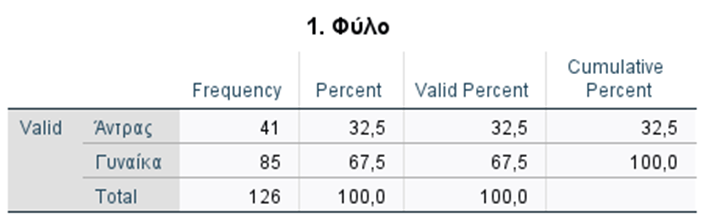 1. Φύλο
Frequency Percent Valid Percent Cumulative Percent
Valid Άντρας 41 32,5 32,5 32,5
Γυναίκα 85 67,5 67,5 100,0
Total 126 100,0 100,0